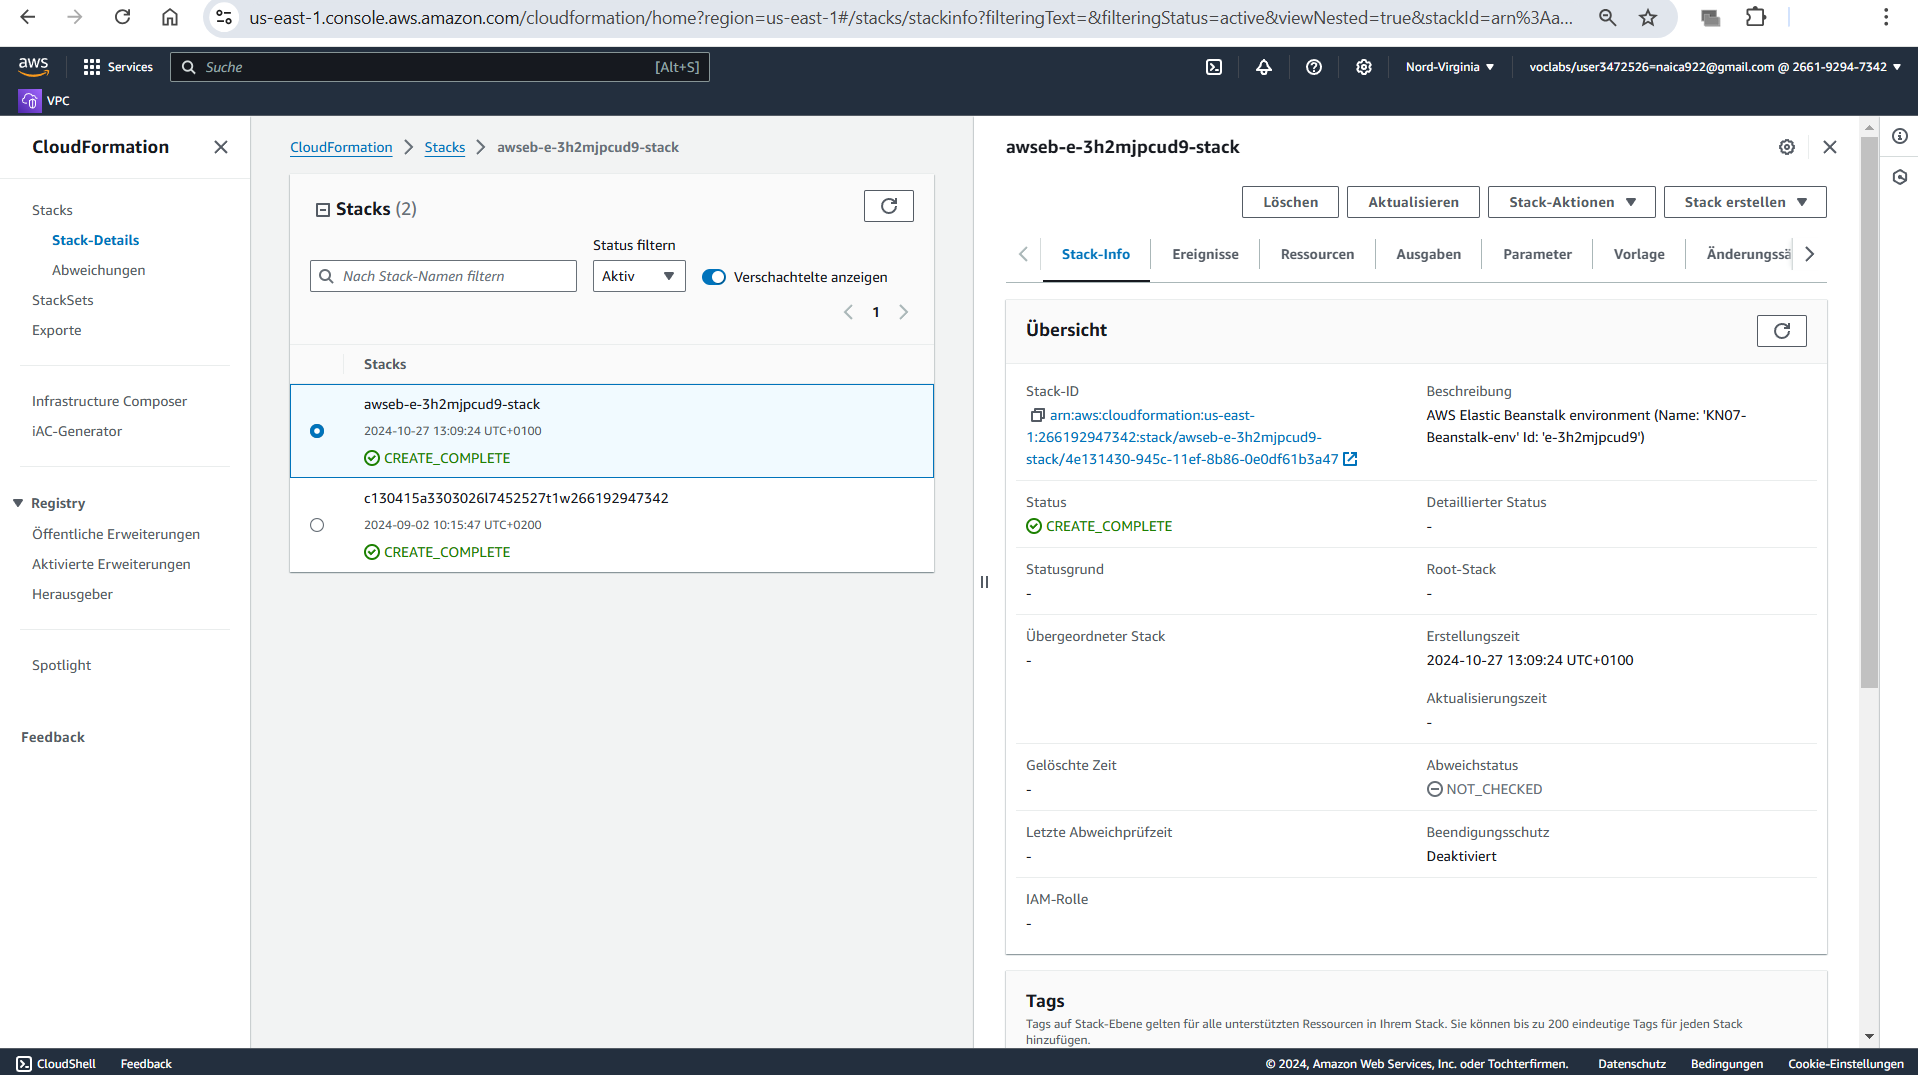 us-east-1.console.aws.amazon.com/cloudformation/home?region=us-east-1#/stacks/stackinfo?filteringText=&filteringStatus=active&viewNested=true&stackId=arn%3Aa...
aws
Services
Suche
[Alt+S]
Nord-Virginia
voclabs/user3472526=naica922@gmail.com @ 2661-9294-7342
VPC
CloudFormation
Stacks
Stack-Details
Abweichungen
StackSets
Exporte
Infrastructure Composer
iAC-Generator
Registry
Öffentliche Erweiterungen
Aktivierte Erweiterungen
Herausgeber
Spotlight
Feedback
CloudFormation
Stacks
awseb-e-3h2mjpcud9-stack
Stacks (2)
Nach Stack-Namen filtern
Status filtern
Aktiv
Verschachtelte anzeigen
1
Stacks
awseb-e-3h2mjpcud9-stack
2024-10-27 13:09:24 UTC+0100
CREATE_COMPLETE
c130415a3303026l7452527t1w266192947342
2024-09-02 10:15:47 UTC+0200
CREATE_COMPLETE
awseb-e-3h2mjpcud9-stack
Löschen
Aktualisieren
Stack-Aktionen
Stack erstellen
Stack-Info
Ereignisse
Ressourcen
Ausgaben
Parameter
Vorlage
Änderungssä
Übersicht
Stack-ID
arn:aws:cloudformation:us-east-
1:266192947342:stack/awseb-e-3h2mjpcud9-
stack/4e131430-945c-11ef-8b86-0e0df61b3a47
Beschreibung
AWS Elastic Beanstalk environment (Name: 'KN07-
Beanstalk-env' Id: 'e-3h2mjpcud9')
Status
CREATE_COMPLETE
Detaillierter Status
-
Statusgrund
-
Root-Stack
-
Übergeordneter Stack
-
Erstellungszeit
2024-10-27 13:09:24 UTC+0100
Aktualisierungszeit
-
Gelöschte Zeit
-
Abweichstatus
NOT_CHECKED
Letzte Abweichprüfzeit
-
Beendigungsschutz
Deaktiviert
IAM-Rolle
-
Tags
Tags auf Stack-Ebene gelten für alle unterstützten Ressourcen in Ihrem Stack. Sie können bis zu 200 eindeutige Tags für jeden Stack
hinzufügen.
CloudShell
Feedback
© 2024, Amazon Web Services, Inc. oder Tochterfirmen.
Datenschutz
Bedingungen
Cookie-Einstellungen